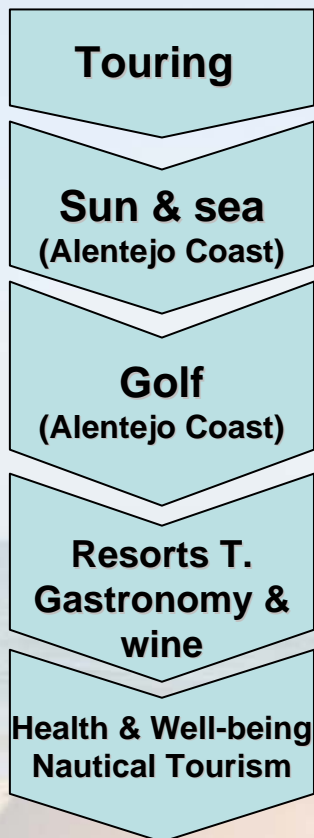 Touring
Sun & sea
(Alentejo Coast)
Golf
(Alentejo Coast)
Resorts T.
Gastronomy &
wine
Health & Well-being
Nautical Tourism